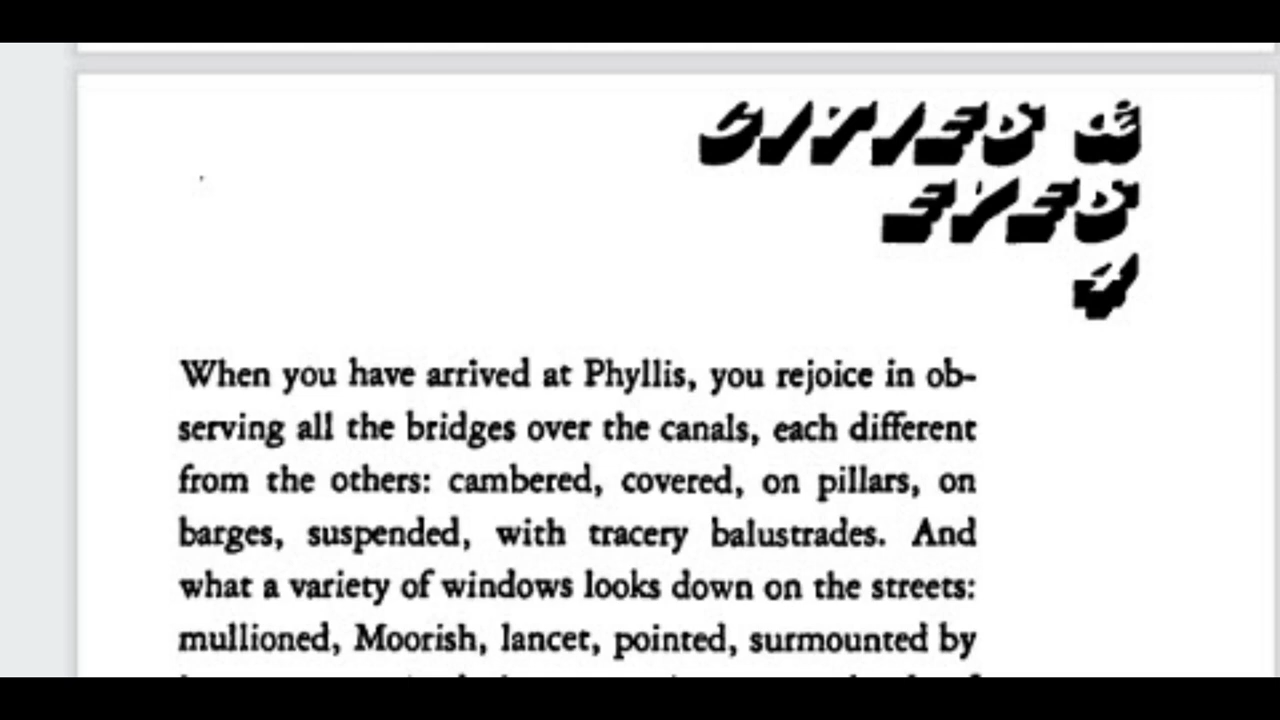 CITIES &
EYES
4
When you have arrived at Phyllis, you rejoice in ob-
serving all the bridges over the canals, each different
from the others: cambered, covered, on pillars, on
barges, suspended, with tracery balustrades. And
what a variety of windows looks down on the streets:
mullioned, Moorish, lancet, pointed, surmounted by